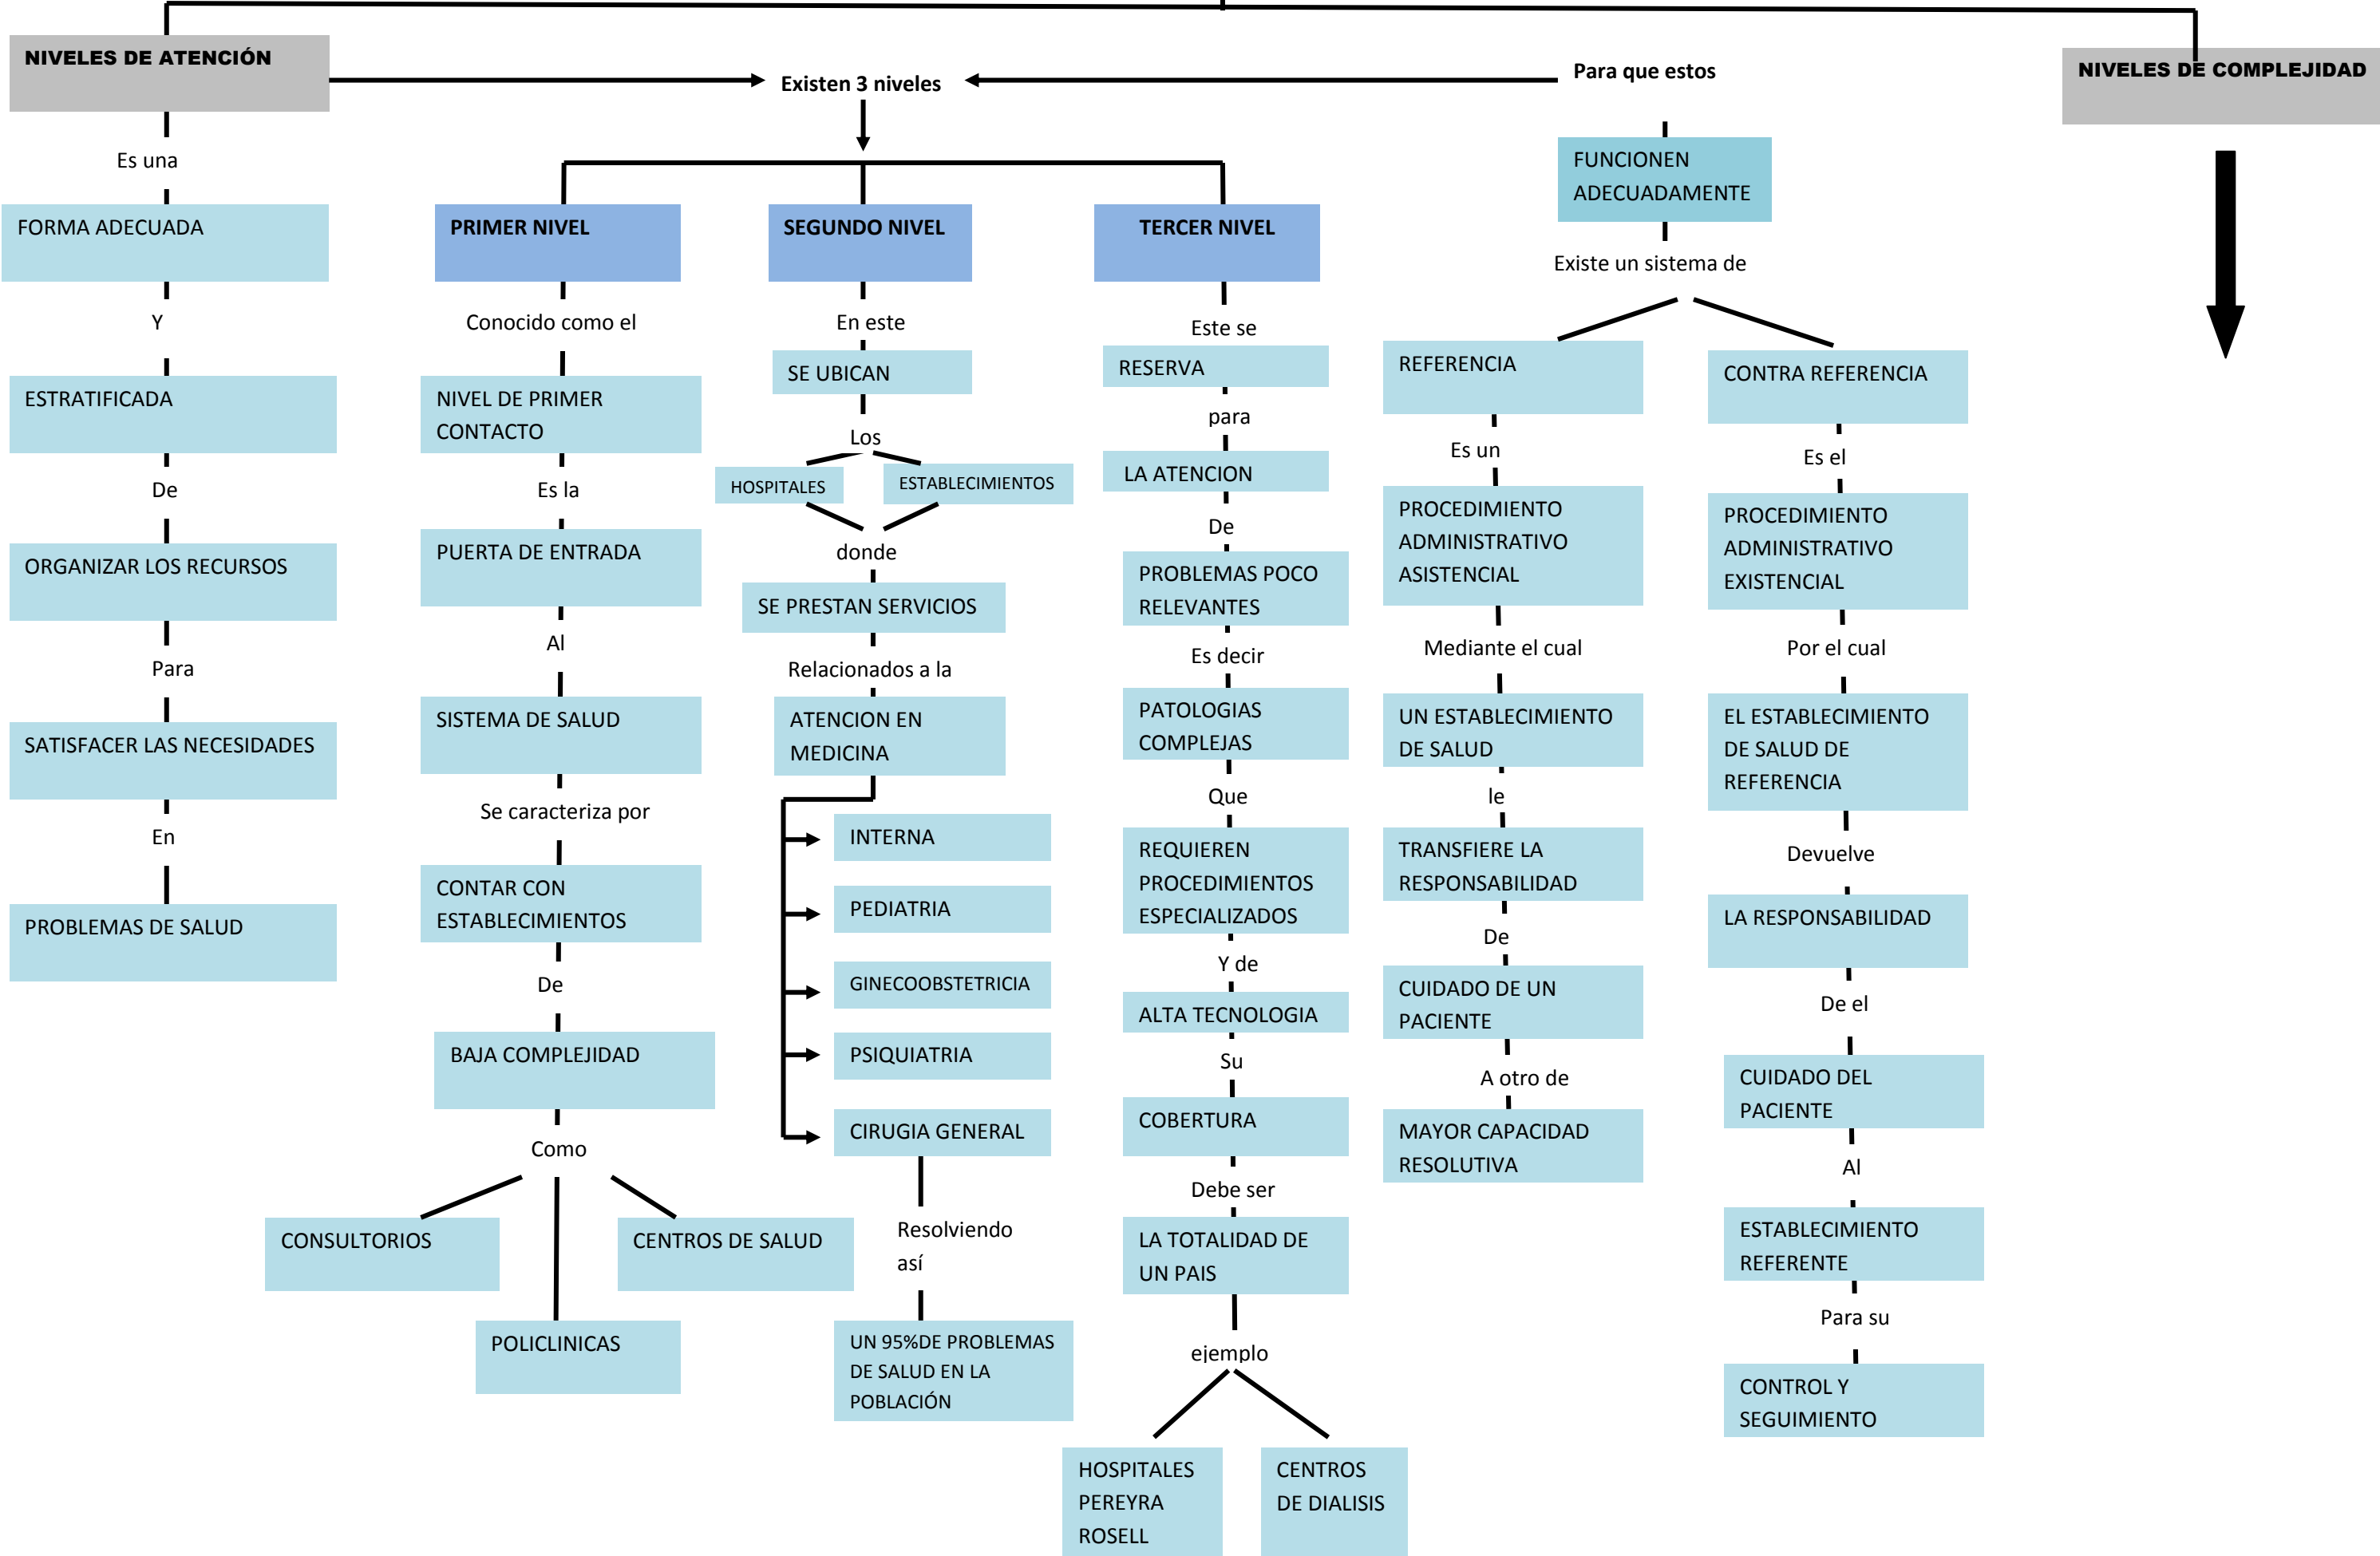 NIVELES DE ATENCIÓN
Es una
FORMA ADECUADA
Y
ESTRATIFICADA
De
ORGANIZAR LOS RECURSOS
Para
SATISFACER LAS NECESIDADES
En
PROBLEMAS DE SALUD
Existen 3 niveles
PRIMER NIVEL
Conocido como el
NIVEL DE PRIMER
CONTACTO
Es la
PUERTA DE ENTRADA
Al
SISTEMA DE SALUD
Se caracteriza por
CONTAR CON
ESTABLECIMIENTOS
De
BAJA COMPLEJIDAD
Como
CONSULTORIOS
POLICLINICAS
CENTROS DE SALUD
SEGUNDO NIVEL
En este
SE UBICAN
Los
HOSPITALES
ESTABLECIMIENTOS
donde
SE PRESTAN SERVICIOS
Relacionados a la
ATENCION EN
MEDICINA
INTERNA
PEDIATRIA
GINECOOBSTETRICIA
PSIQUIATRIA
CIRUGIA GENERAL
Resolviendo
así
UN 95%DE PROBLEMAS
DE SALUD EN LA
POBLACIÓN
TERCER NIVEL
Este se
RESERVA
para
LA ATENCION
De
PROBLEMAS POCO
RELEVANTES
Es decir
PATOLOGIAS
COMPLEJAS
Que
REQUIEREN
PROCEDIMIENTOS
ESPECIALIZADOS
Y de
ALTA TECNOLOGIA
Su
COBERTURA
Debe ser
LA TOTALIDAD DE
UN PAIS
ejemplo
HOSPITALES
PEREYRA
ROSELL
CENTROS
DE DIALISIS
Para que estos
FUNCIONEN
ADECUADAMENTE
Existe un sistema de
REFERENCIA
Es un
PROCEDIMIENTO
ADMINISTRATIVO
ASISTENCIAL
Mediante el cual
UN ESTABLECIMIENTO
DE SALUD
le
TRANSFIERE LA
RESPONSABILIDAD
De
CUIDADO DE UN
PACIENTE
A otro de
MAYOR CAPACIDAD
RESOLUTIVA
CONTRA REFERENCIA
Es el
PROCEDIMIENTO
ADMINISTRATIVO
EXISTENCIAL
Por el cual
EL ESTABLECIMIENTO
DE SALUD DE
REFERENCIA
Devuelve
LA RESPONSABILIDAD
De el
CUIDADO DEL
PACIENTE
Al
ESTABLECIMIENTO
REFERENTE
Para su
CONTROL Y
SEGUIMIENTO
NIVELES DE COMPLEJIDAD